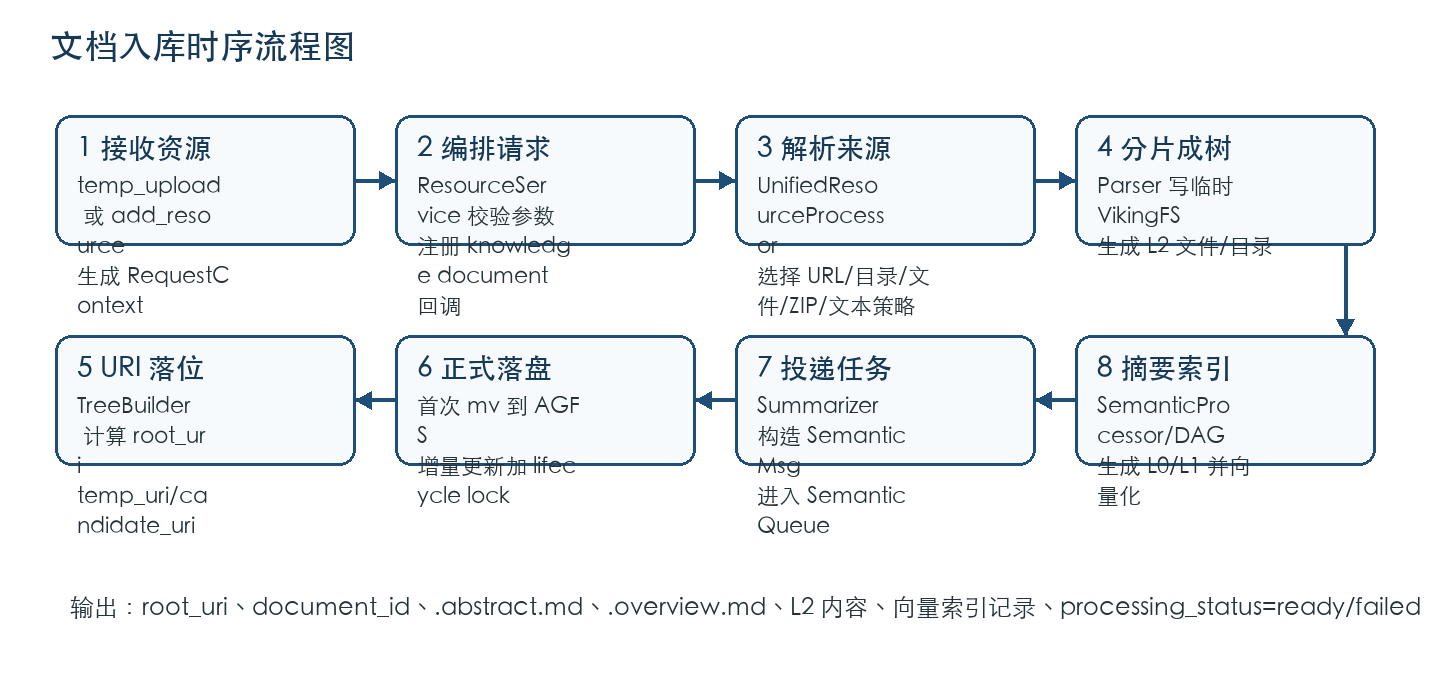 文档入库时序流程图
1 接收资源
temp_upload
或 add_reso
urce
生成 RequestC
ontext
2 编排请求
ResourceSer
vice 校验参数
注册 knowledg
e document
回调
3 解析来源
UnifiedReso
urceProcess
or
选择 URL/目录/文
件/ZIP/文本策略
4 分片成树
Parser 写临时
VikingFS
生成 L2 文件/目录
5 URI 落位
TreeBuilder
计算 root_ur
i
temp_uri/ca
ndidate_uri
6 正式落盘
首次 mv 到 AGF
S
增量更新加 lifec
ycle lock
7 投递任务
Summarizer
构造 Semantic
Msg
进入 Semantic
Queue
8 摘要索引
SemanticPro
cessor/DAG
生成 L0/L1 并向
量化
输出：root_uri、document_id、.abstract.md、.overview.md、L2 内容、向量索引记录、processing_status=ready/failed